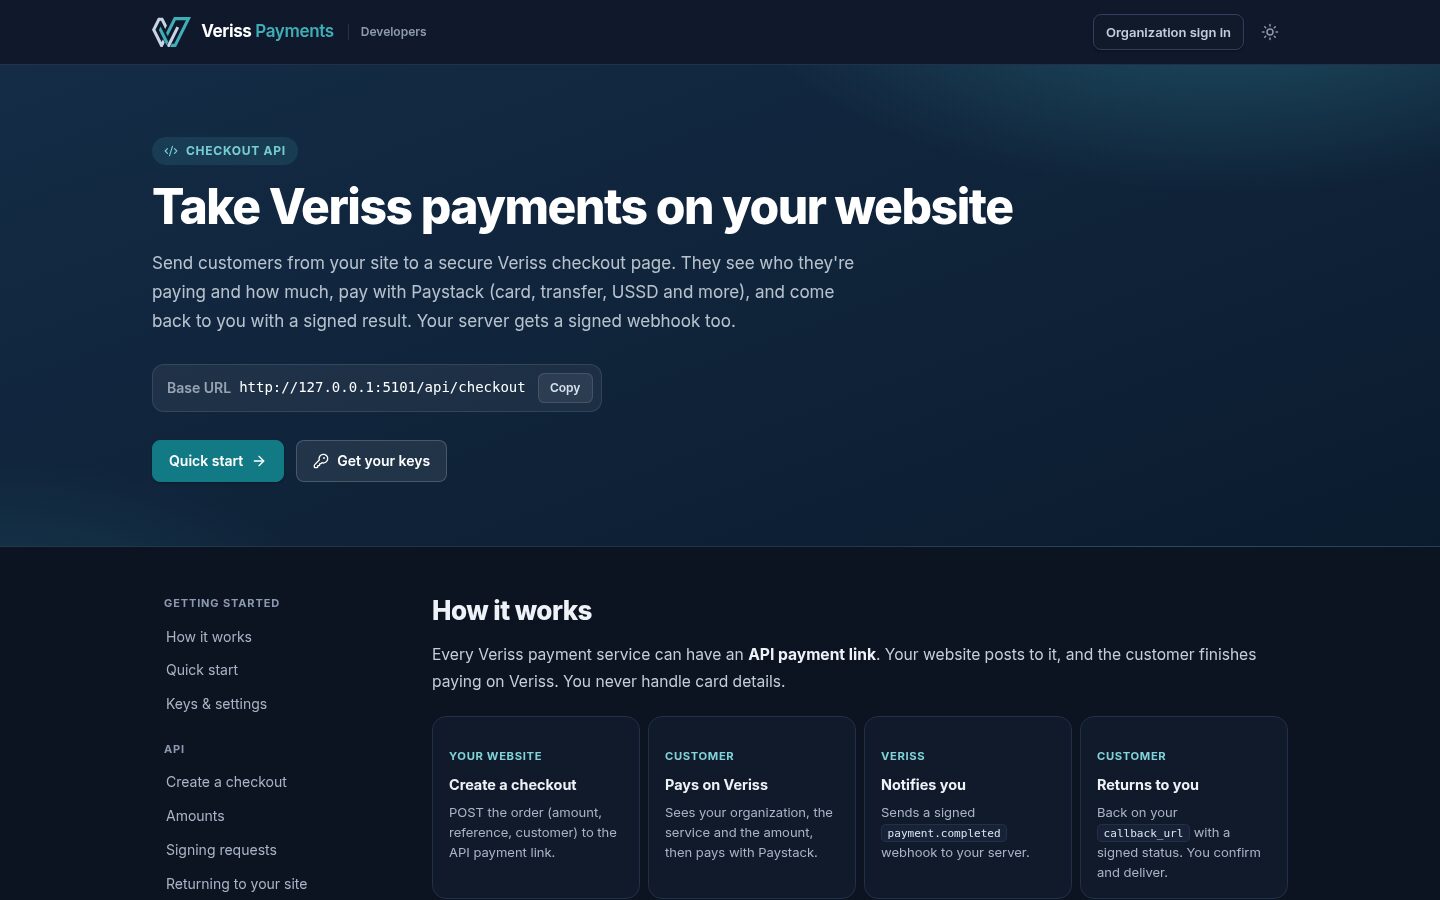 Veriss Payments
Developers
Organization sign in
CHECKOUT API
Take Veriss payments on your website
Send customers from your site to a secure Veriss checkout page. They see who they're
paying and how much, pay with Paystack (card, transfer, USSD and more), and come
back to you with a signed result. Your server gets a signed webhook too.
Base URL http://127.0.0.1:5101/api/checkout Copy
Quick start
Get your keys
GETTING STARTED
How it works
Quick start
Keys & settings
API
Create a checkout
Amounts
Signing requests
Returning to your site
How it works
Every Veriss payment service can have an API payment link. Your website posts to it, and the customer finishes
paying on Veriss. You never handle card details.
YOUR WEBSITE
Create a checkout
POST the order (amount,
reference, customer) to the
API payment link.
CUSTOMER
Pays on Veriss
Sees your organization, the
service and the amount,
then pays with Paystack.
VERISS
Notifies you
Sends a signed
payment.completed
webhook to your server.
CUSTOMER
Returns to you
Back on your
callback_url with a
signed status. You confirm
and deliver.